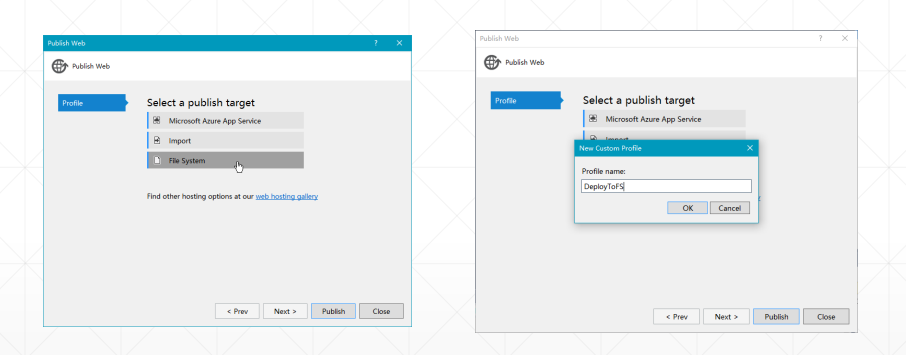 Publish Web
? ×
Publish Web
Profile
Select a publish target
Microsoft Azure App Service
Import
File System
Find other hosting options at our web hosting gallery
< Prev
Next >
Publish
Close
Publish Web
? ×
Publish Web
Profile
Select a publish target
Microsoft Azure App Service
Import
New Custom Profile
×
Profile name:
DeployToFS
OK
Cancel
< Prev
Next >
Publish
Close